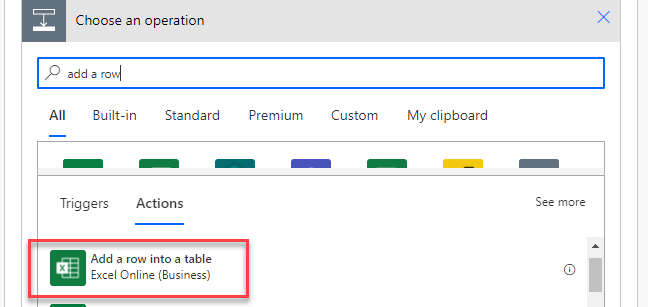 Choose an operation
add a row
All Built-in Standard Premium Custom My clipboard
Triggers Actions See more
Add a row into a table
Excel Online (Business)